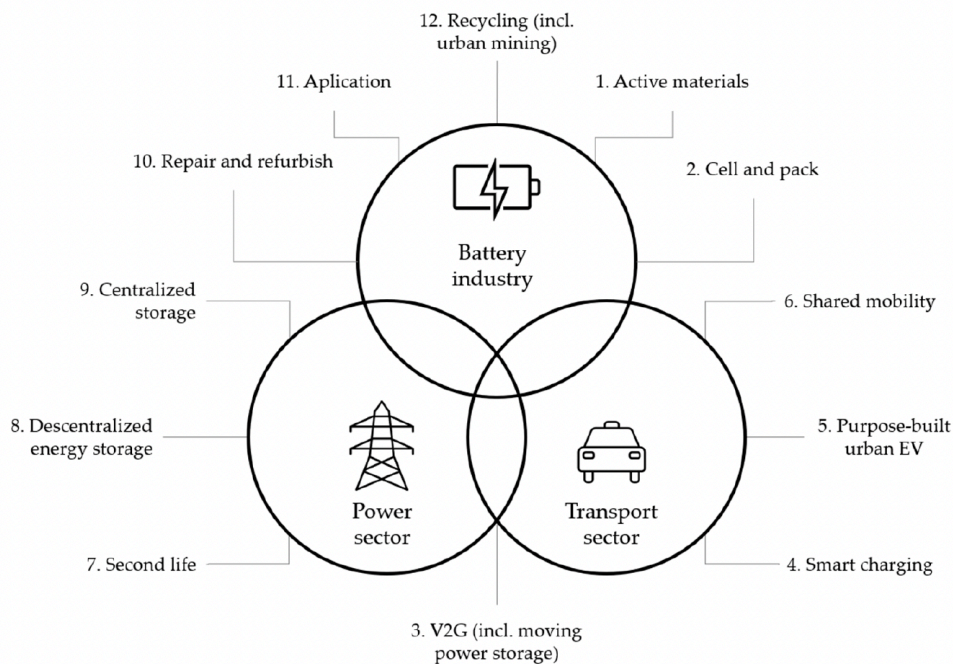 12. Recycling (incl.
urban mining)
11. Aplication
1. Active materials
10. Repair and refurbish
2. Cell and pack
Battery
industry
9. Centralized
storage
6. Shared mobility
8. Descentralized
energy storage
5. Purpose-built
urban EV
Power
sector
Transport
sector
7. Second life
4. Smart charging
3. V2G (incl. moving
power storage)